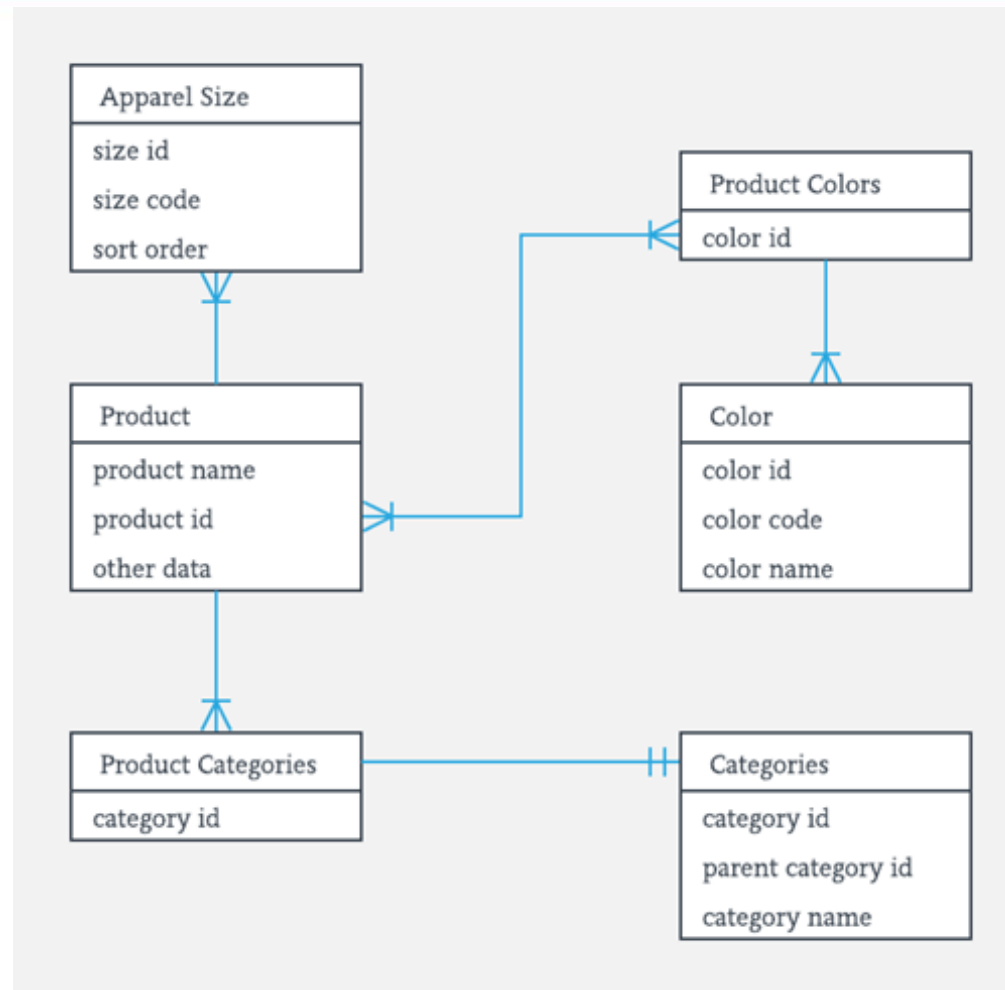 Apparel Size
size id
size code
sort order
Product Colors
color id
Product
product name
product id
other data
Color
color id
color code
color name
Product Categories
category id
Categories
category id
parent category id
category name